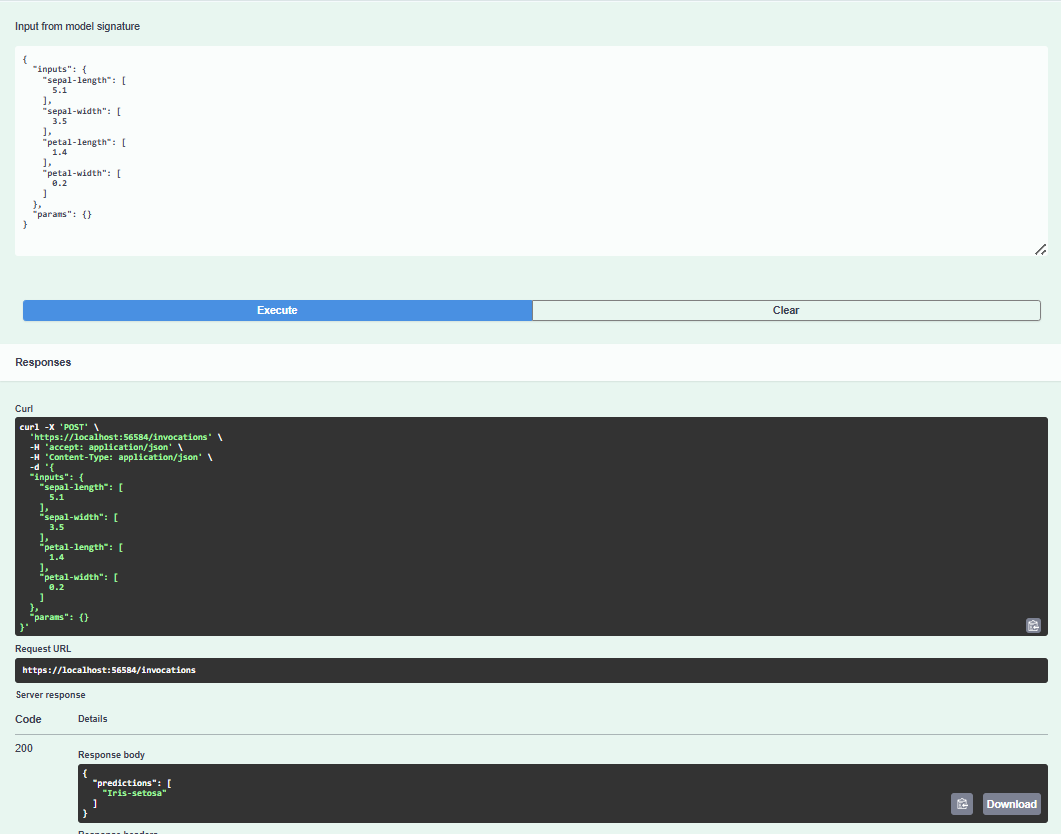 Input from model signature
{
  "inputs": {
    "sepal-length": [
      5.1
    ],
    "sepal-width": [
      3.5
    ],
    "petal-length": [
      1.4
    ],
    "petal-width": [
      0.2
    ]
  },
  "params": {}
}
Execute
Clear
Responses
Curl
curl -X 'POST' \
  'https://localhost:56584/invocations' \
  -H 'accept: application/json' \
  -H 'Content-Type: application/json' \
  -d '{
  "inputs": {
    "sepal-length": [
      5.1
    ],
    "sepal-width": [
      3.5
    ],
    "petal-length": [
      1.4
    ],
    "petal-width": [
      0.2
    ]
  },
  "params": {}
}'
Request URL
https://localhost:56584/invocations
Server response
Code Details
200
Response body
{
  "predictions": [
    "Iris-setosa"
  ]
}
Download
Response headers